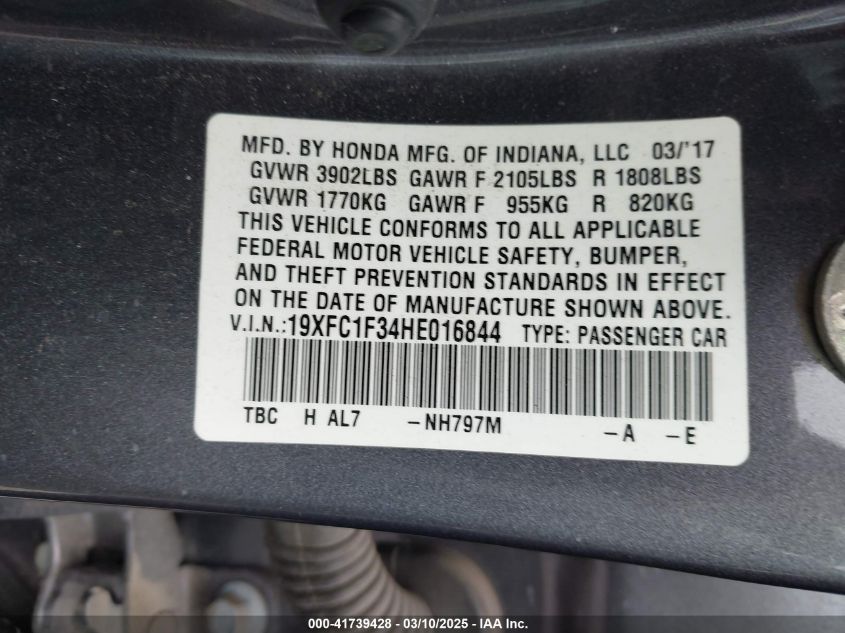 MFD. BY HONDA MFG. OF INDIANA, LLC 03/'17
GVWR 3902LBS GAWR F 2105LBS R 1808LBS
GVWR 1770KG GAWR F 955KG R 820KG
THIS VEHICLE CONFORMS TO ALL APPLICABLE
FEDERAL MOTOR VEHICLE SAFETY, BUMPER,
AND THEFT PREVENTION STANDARDS IN EFFECT
ON THE DATE OF MANUFACTURE SHOWN ABOVE.
V.I.N.:19XFC1F34HE016844 TYPE: PASSENGER CAR
TBC H AL7 -NH797M -A -E
000-41739428 - 03/10/2025 - IAA Inc.